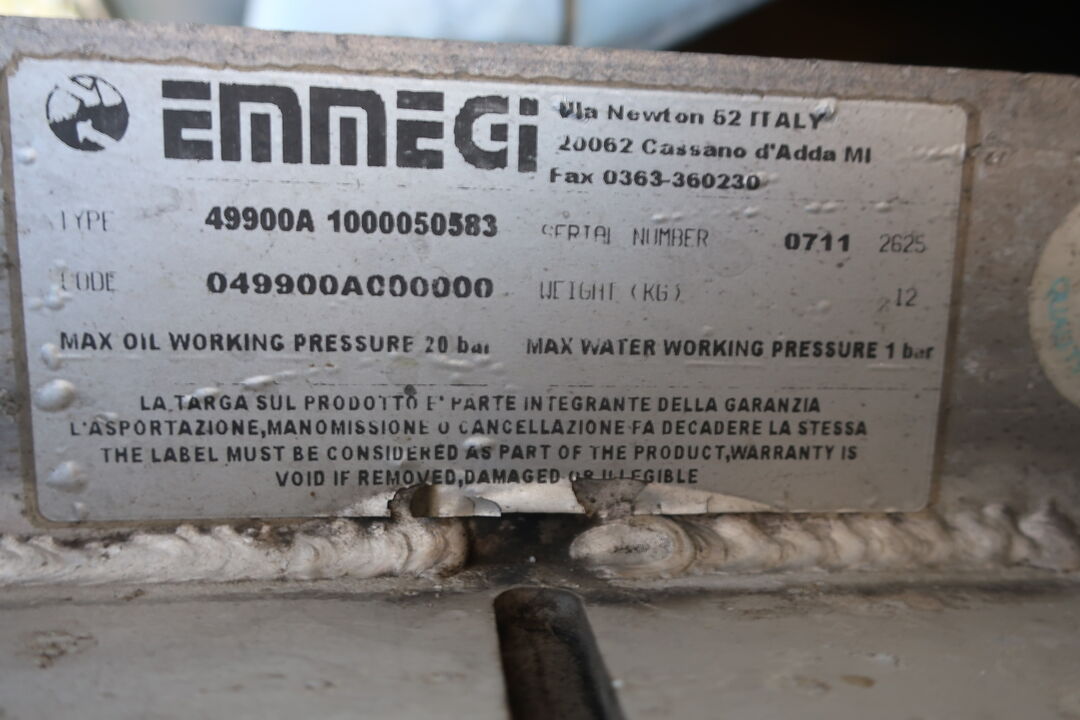 EMMEGI
Via Newton 52 ITALY
20062 Cassano d'Adda MI
Fax 0363-360230
TYPE 49900A 1000050583 SERIAL NUMBER 0711 2625
CODE 049900AC00000 WEIGHT (KG) 12
MAX OIL WORKING PRESSURE 20 bar MAX WATER WORKING PRESSURE 1 bar
LA TARGA SUL PRODOTTO E' PARTE INTEGRANTE DELLA GARANZIA
L'ASPORTAZIONE,MANOMISSIONE O CANCELLAZIONE FA DECADERE LA STESSA
THE LABEL MUST BE CONSIDERED AS PART OF THE PRODUCT,WARRANTY IS
VOID IF REMOVED,DAMAGED OR ILLEGIBLE